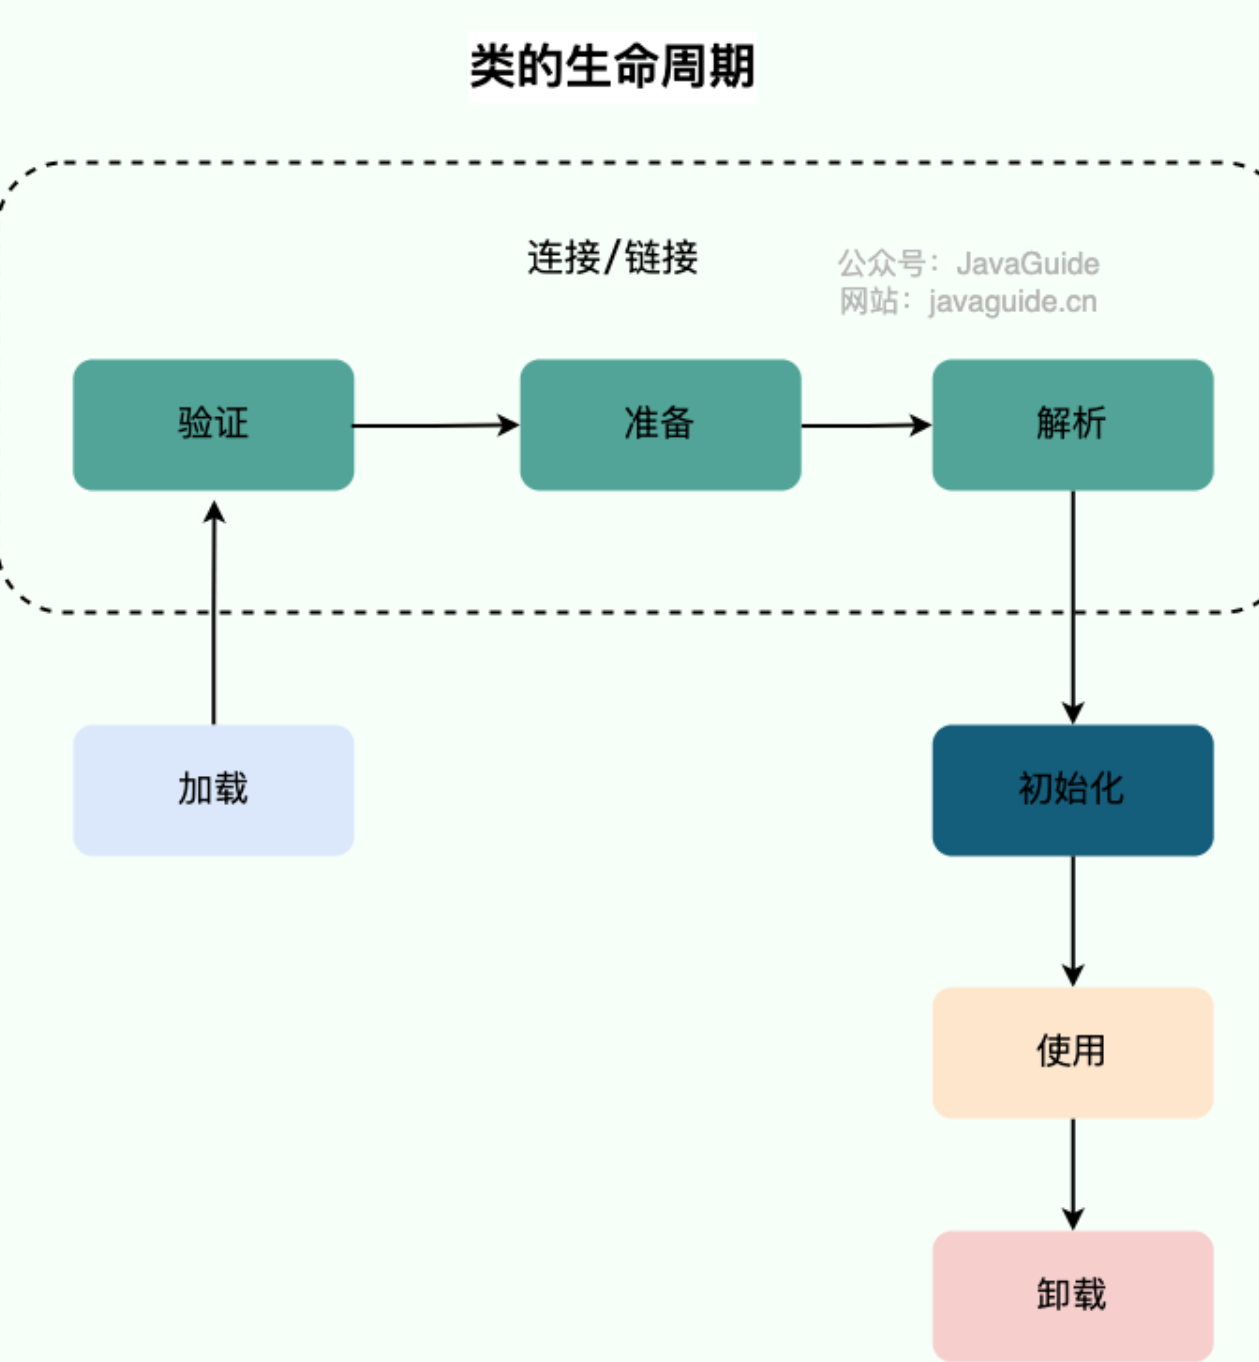 类的生命周期
连接/链接
公众号：JavaGuide
网站：javaguide.cn
验证
准备
解析
加载
初始化
使用
卸载